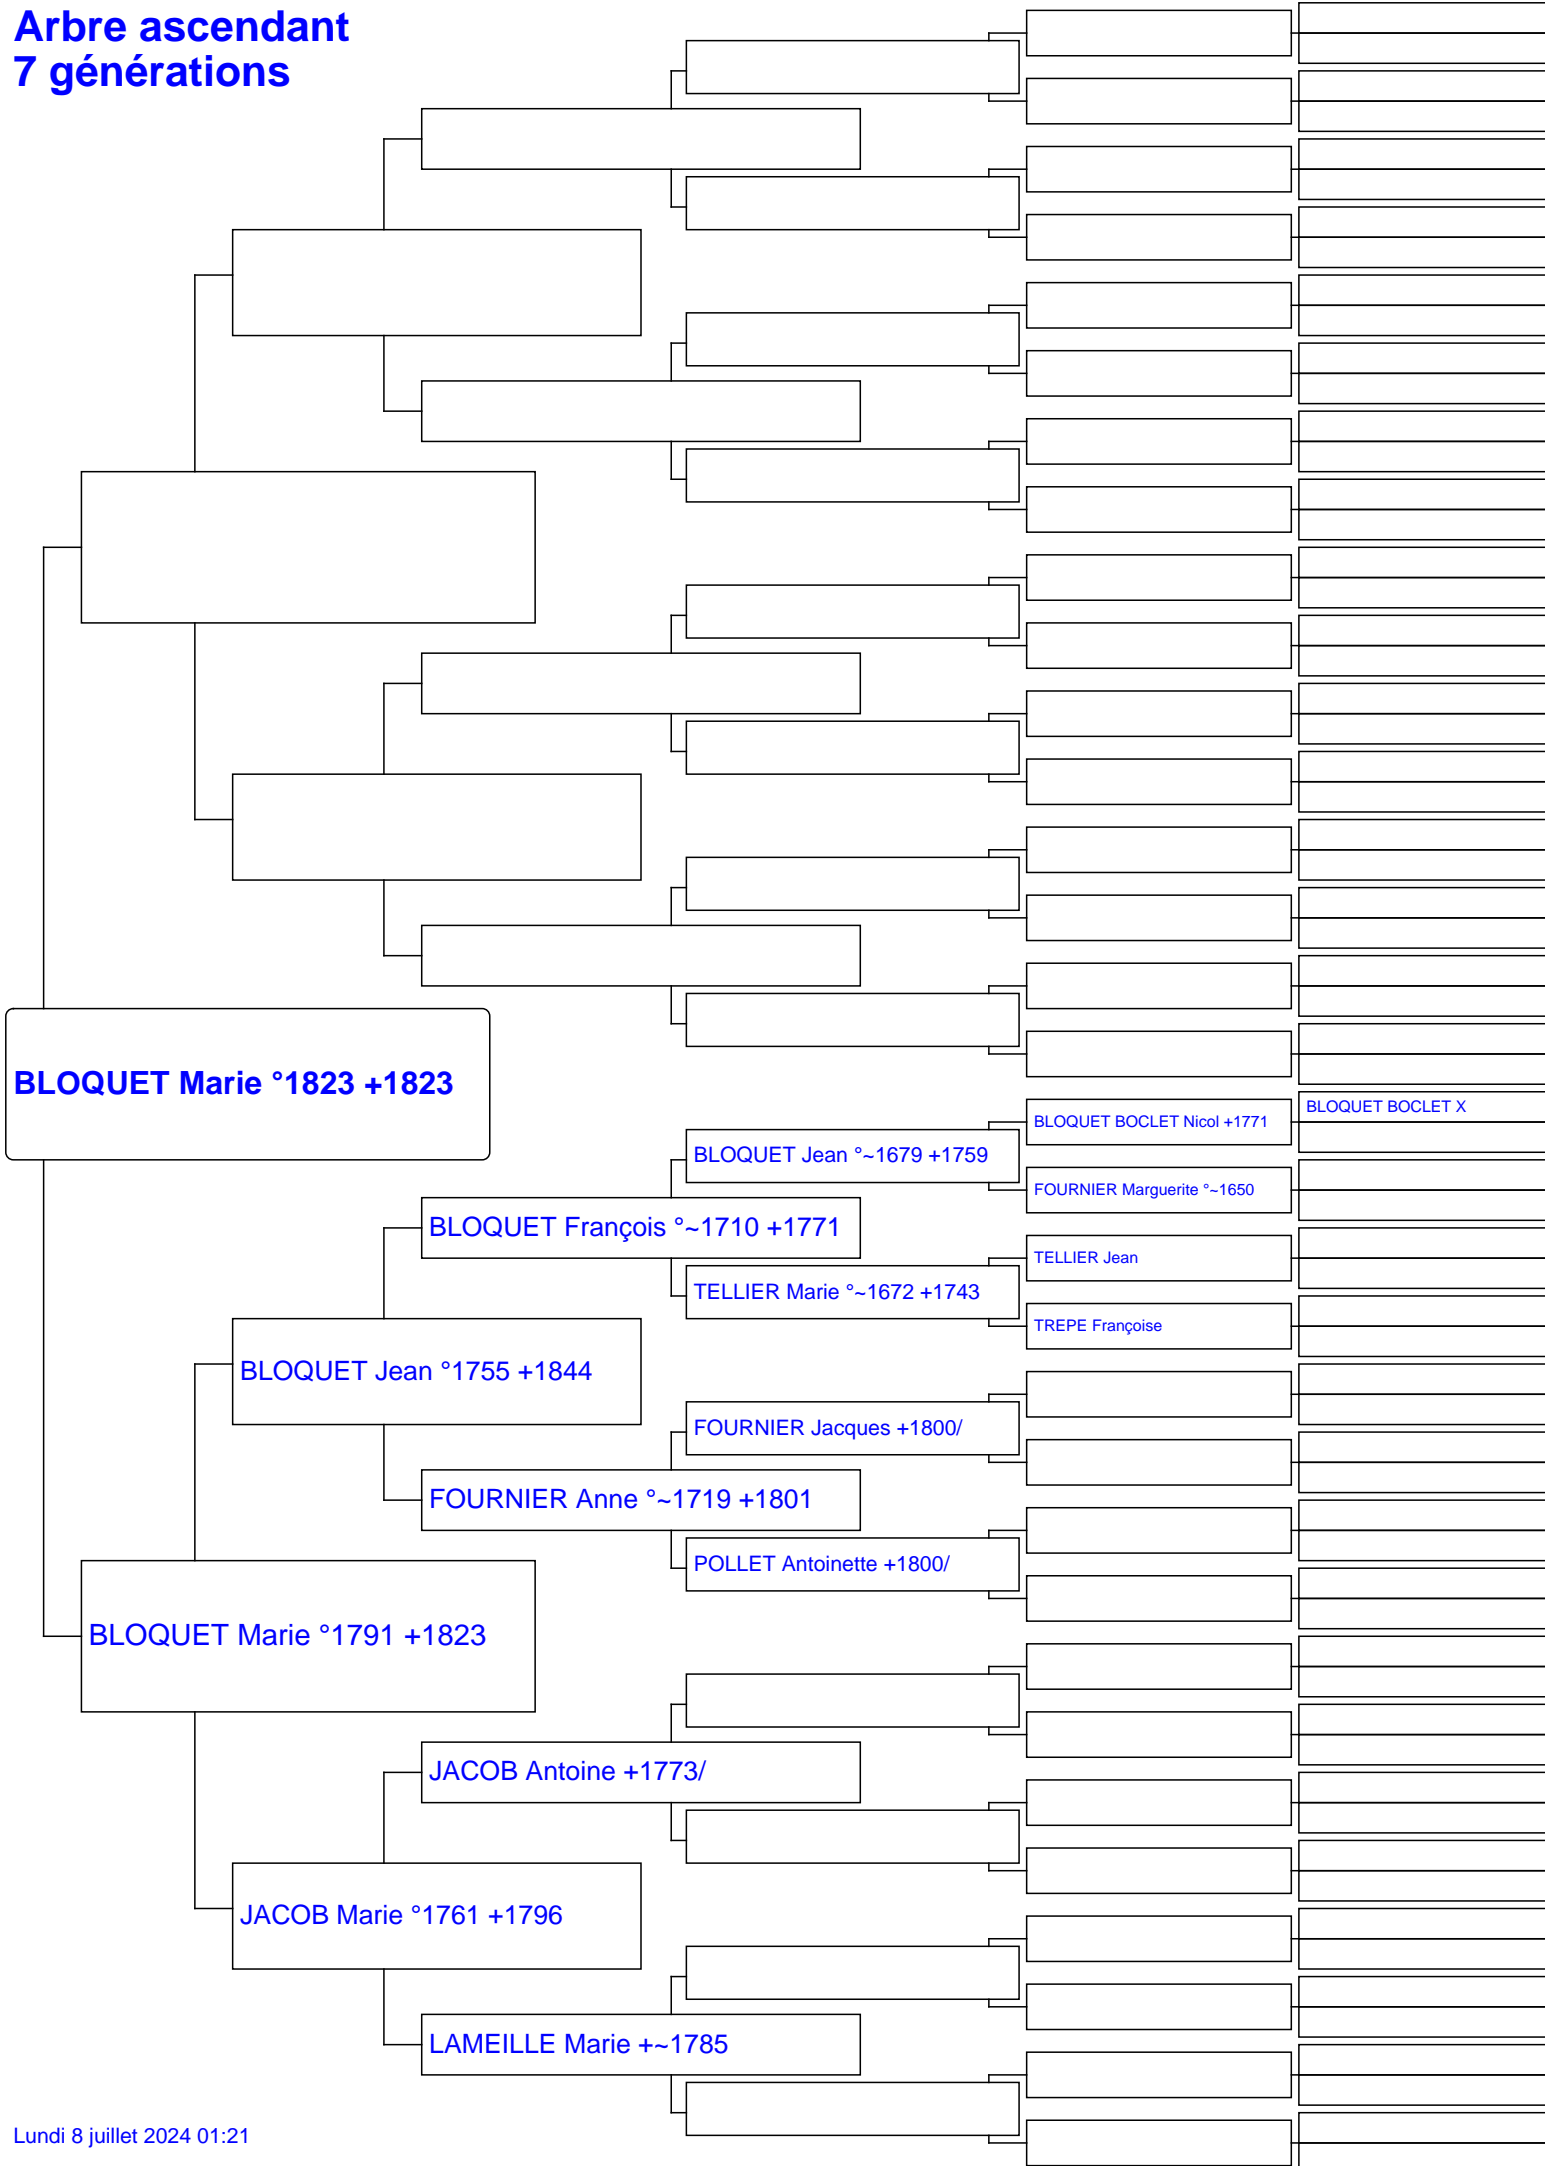 Arbre ascendant
7 générations
BLOQUET Marie °1823 +1823
BLOQUET BOCLET Nicol +1771
BLOQUET BOCLET X
BLOQUET Jean °~1679 +1759
FOURNIER Marguerite °~1650
BLOQUET François °~1710 +1771
TELLIER Jean
TELLIER Marie °~1672 +1743
TREPE Françoise
BLOQUET Jean °1755 +1844
FOURNIER Jacques +1800/
FOURNIER Anne °~1719 +1801
POLLET Antoinette +1800/
BLOQUET Marie °1791 +1823
JACOB Antoine +1773/
JACOB Marie °1761 +1796
LAMEILLE Marie +~1785
Lundi 8 juillet 2024 01:21